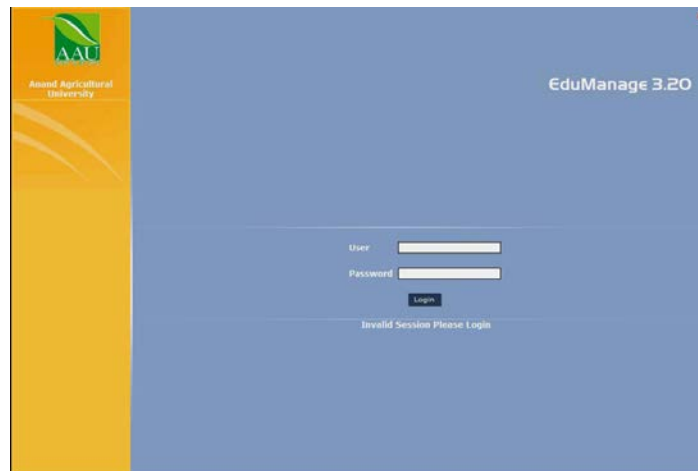 AAU
Anand Agricultural
University
EduManage 3.20
User
Password
Login
Invalid Session Please Login